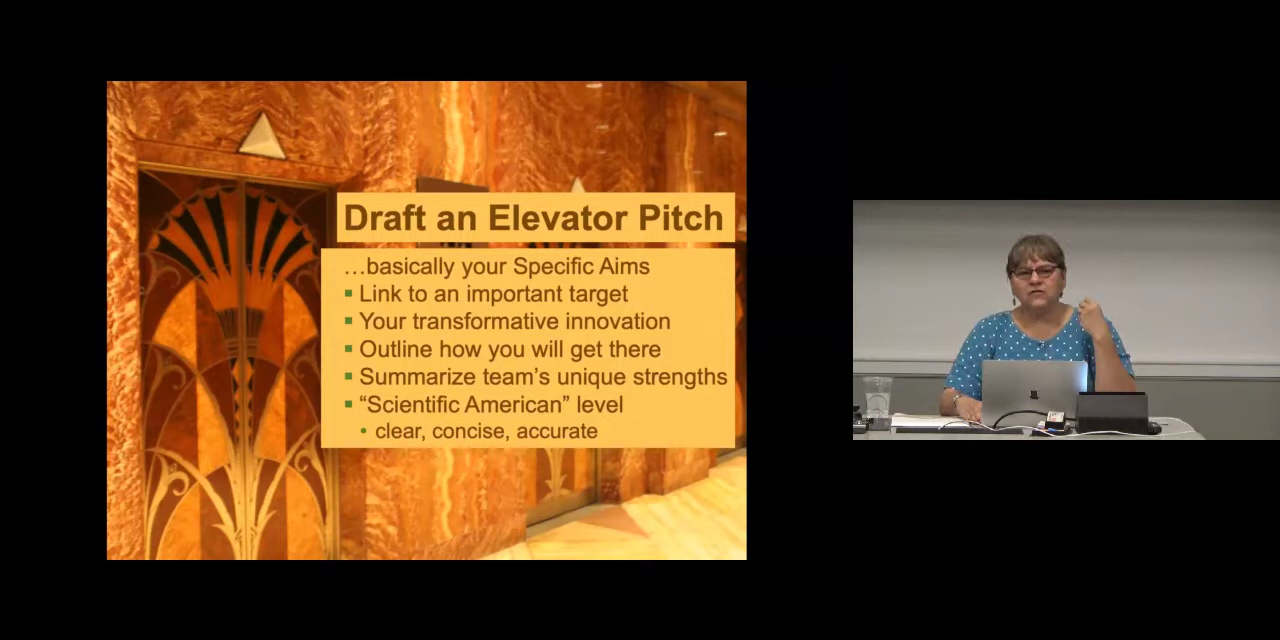 Draft an Elevator Pitch
…basically your Specific Aims
▪ Link to an important target
▪ Your transformative innovation
▪ Outline how you will get there
▪ Summarize team's unique strengths
▪ “Scientific American” level
• clear, concise, accurate